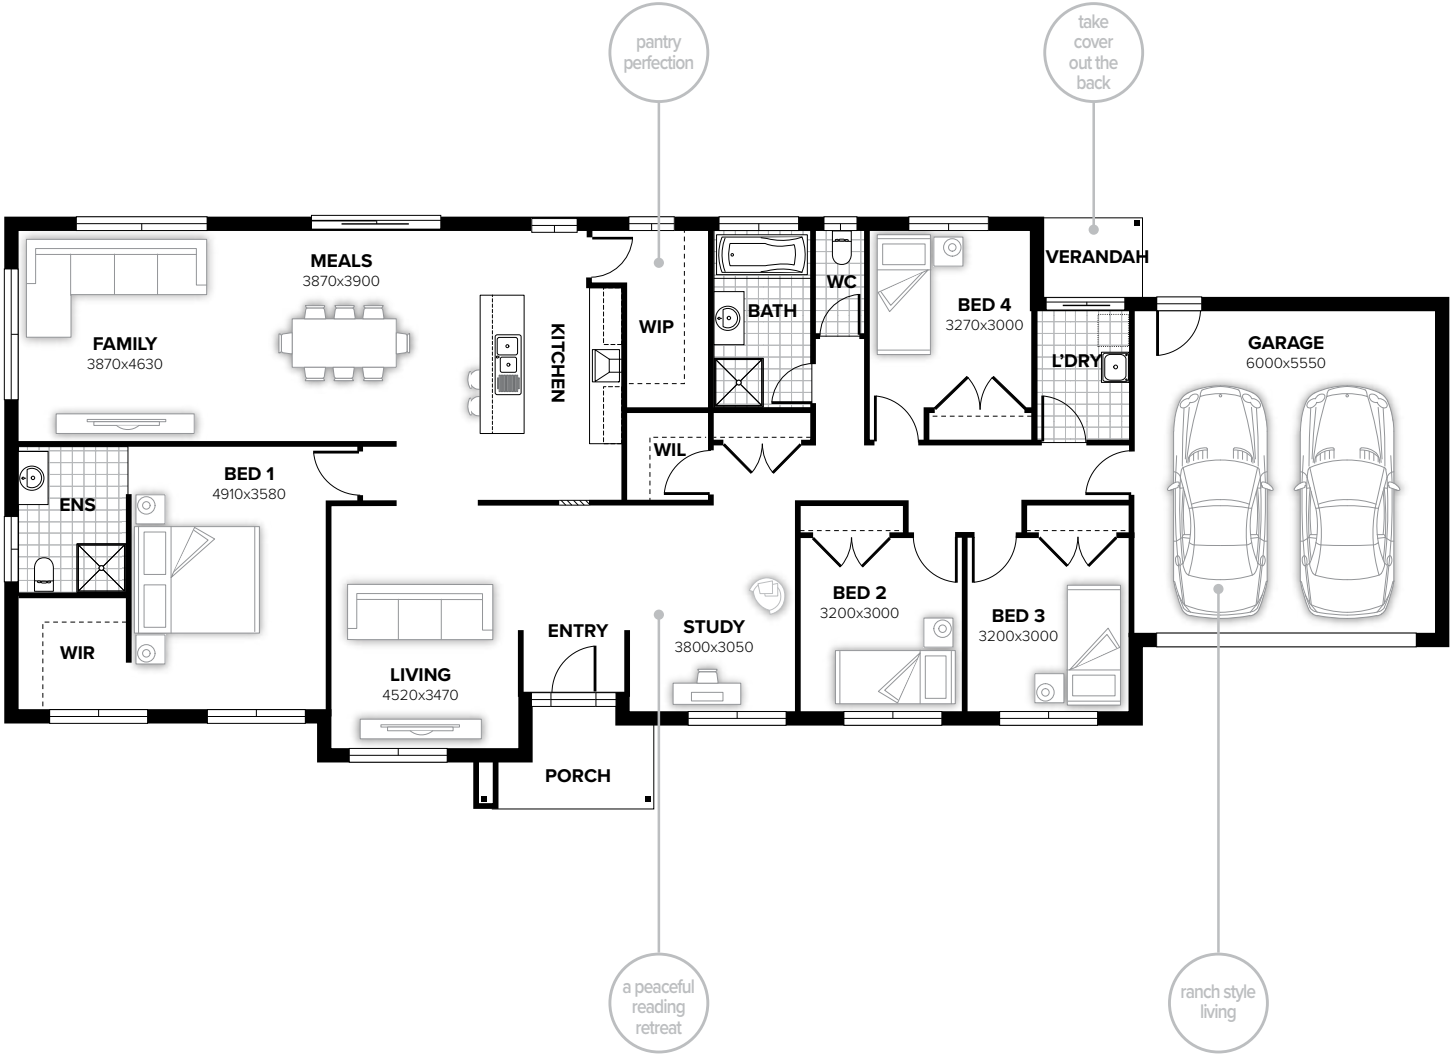 pantry
perfection
take
cover
out the
back
MEALS
3870x3900
FAMILY
3870x4630
KITCHEN
WIP
BATH
WC
BED 4
3270x3000
VERANDAH
L'DRY
GARAGE
6000x5550
WIL
BED 1
4910x3580
ENS
WIR
LIVING
4520x3470
ENTRY
STUDY
3800x3050
BED 2
3200x3000
BED 3
3200x3000
PORCH
a peaceful
reading
retreat
ranch style
living